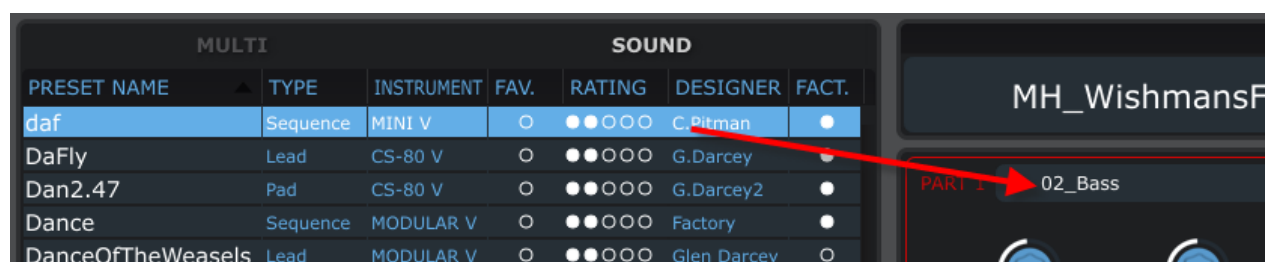 MULTI SOUND
PRESET NAME TYPE INSTRUMENT FAV. RATING DESIGNER FACT.
daf Sequence MINI V C.Pitman
DaFly Lead CS-80 V G.Darcey
Dan2.47 Pad CS-80 V G.Darcey2
Dance Sequence MODULAR V Factory
DanceOfTheWeasels Lead MODULAR V Glen Darcey
MH_WishmansF
PART 1 02_Bass